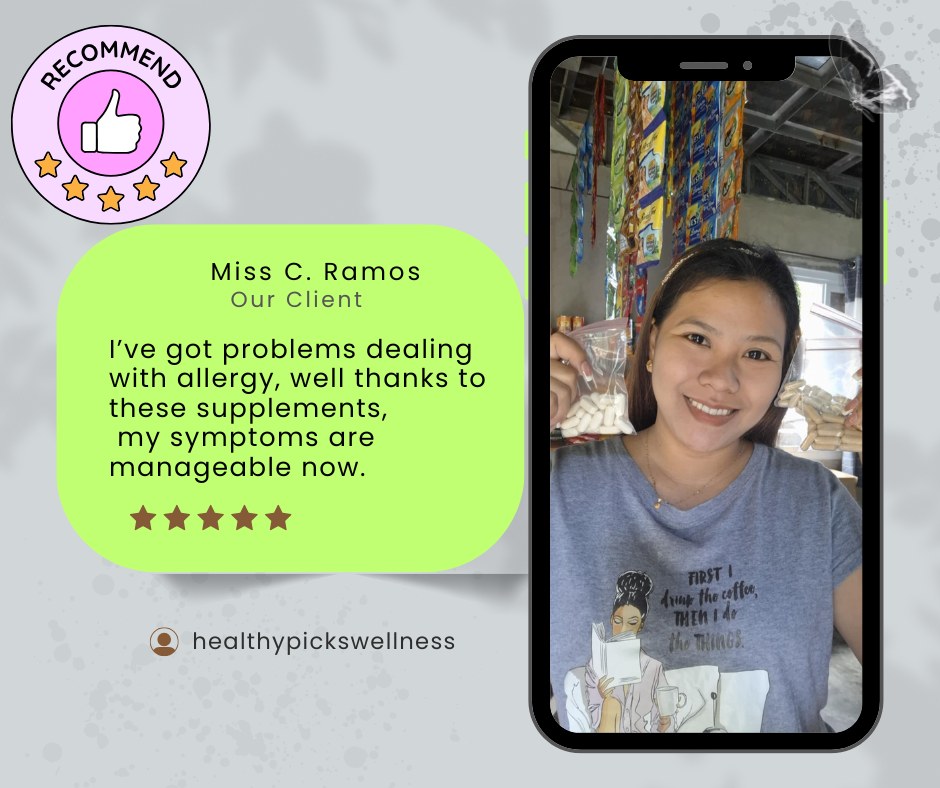 RECOMMEND
Miss C. Ramos
Our Client
I’ve got problems dealing
with allergy, well thanks to
these supplements,
my symptoms are
manageable now.
healthypickswellness
FIRST I
drink the coffee,
THEN I do
the THINGS.